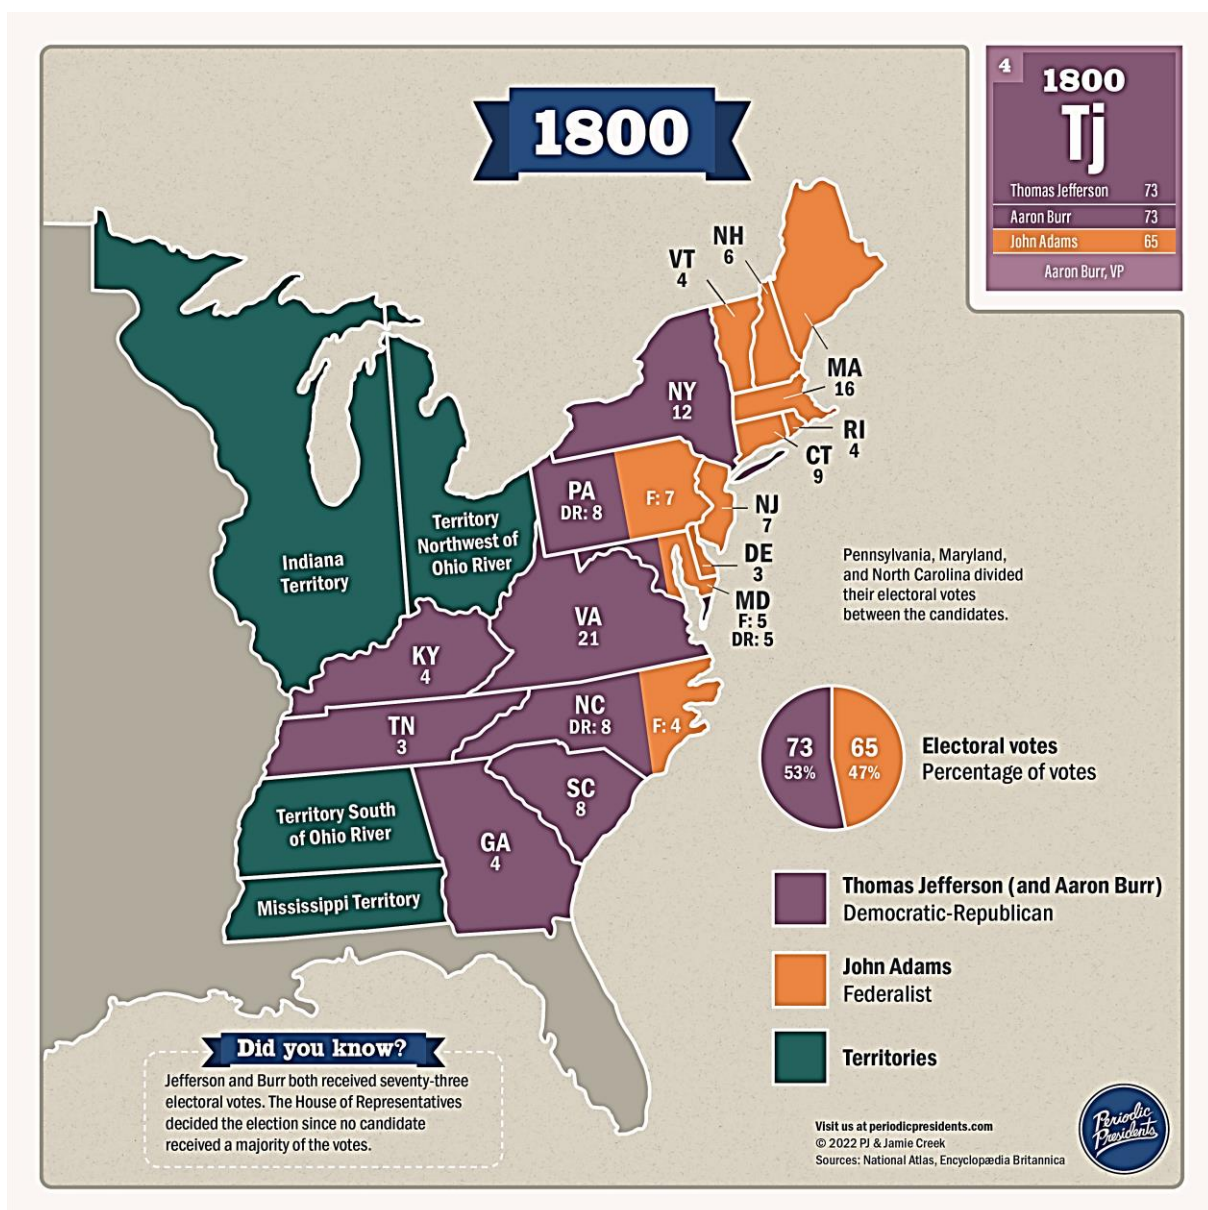 1800
4
1800
Tj
Thomas Jefferson 73
Aaron Burr 73
John Adams 65
Aaron Burr, VP
NH
6
VT
4
MA
16
NY
12
RI
4
CT
9
PA
DR: 8
F: 7
NJ
7
DE
3
MD
F: 5
DR: 5
Territory
Northwest of
Ohio River
Indiana
Territory
Pennsylvania, Maryland,
and North Carolina divided
their electoral votes
between the candidates.
VA
21
KY
4
NC
DR: 8
F: 4
TN
3
SC
8
GA
4
Territory South
of Ohio River
Mississippi Territory
73
53%
65
47%
Electoral votes
Percentage of votes
Thomas Jefferson (and Aaron Burr)
Democratic-Republican
John Adams
Federalist
Territories
Did you know?
Jefferson and Burr both received seventy-three
electoral votes. The House of Representatives
decided the election since no candidate
received a majority of the votes.
Visit us at periodicpresidents.com
© 2022 PJ & Jamie Creek
Sources: National Atlas, Encyclopædia Britannica
Periodic
Presidents